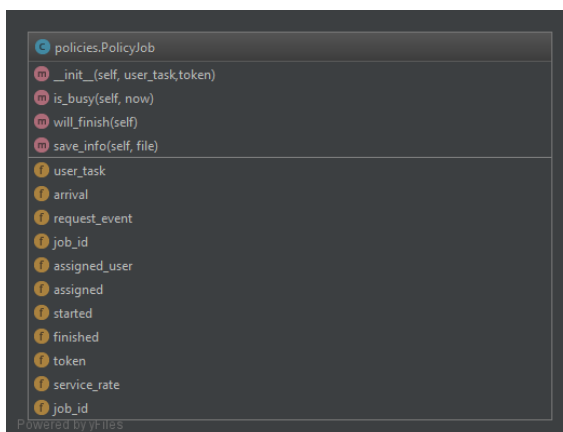 C policies.PolicyJob
m __init__(self, user_task,token)
m is_busy(self, now)
m will_finish(self)
m save_info(self, file)
f user_task
f arrival
f request_event
f job_id
f assigned_user
f assigned
f started
f finished
f token
f service_rate
f job_id
Powered by yFiles